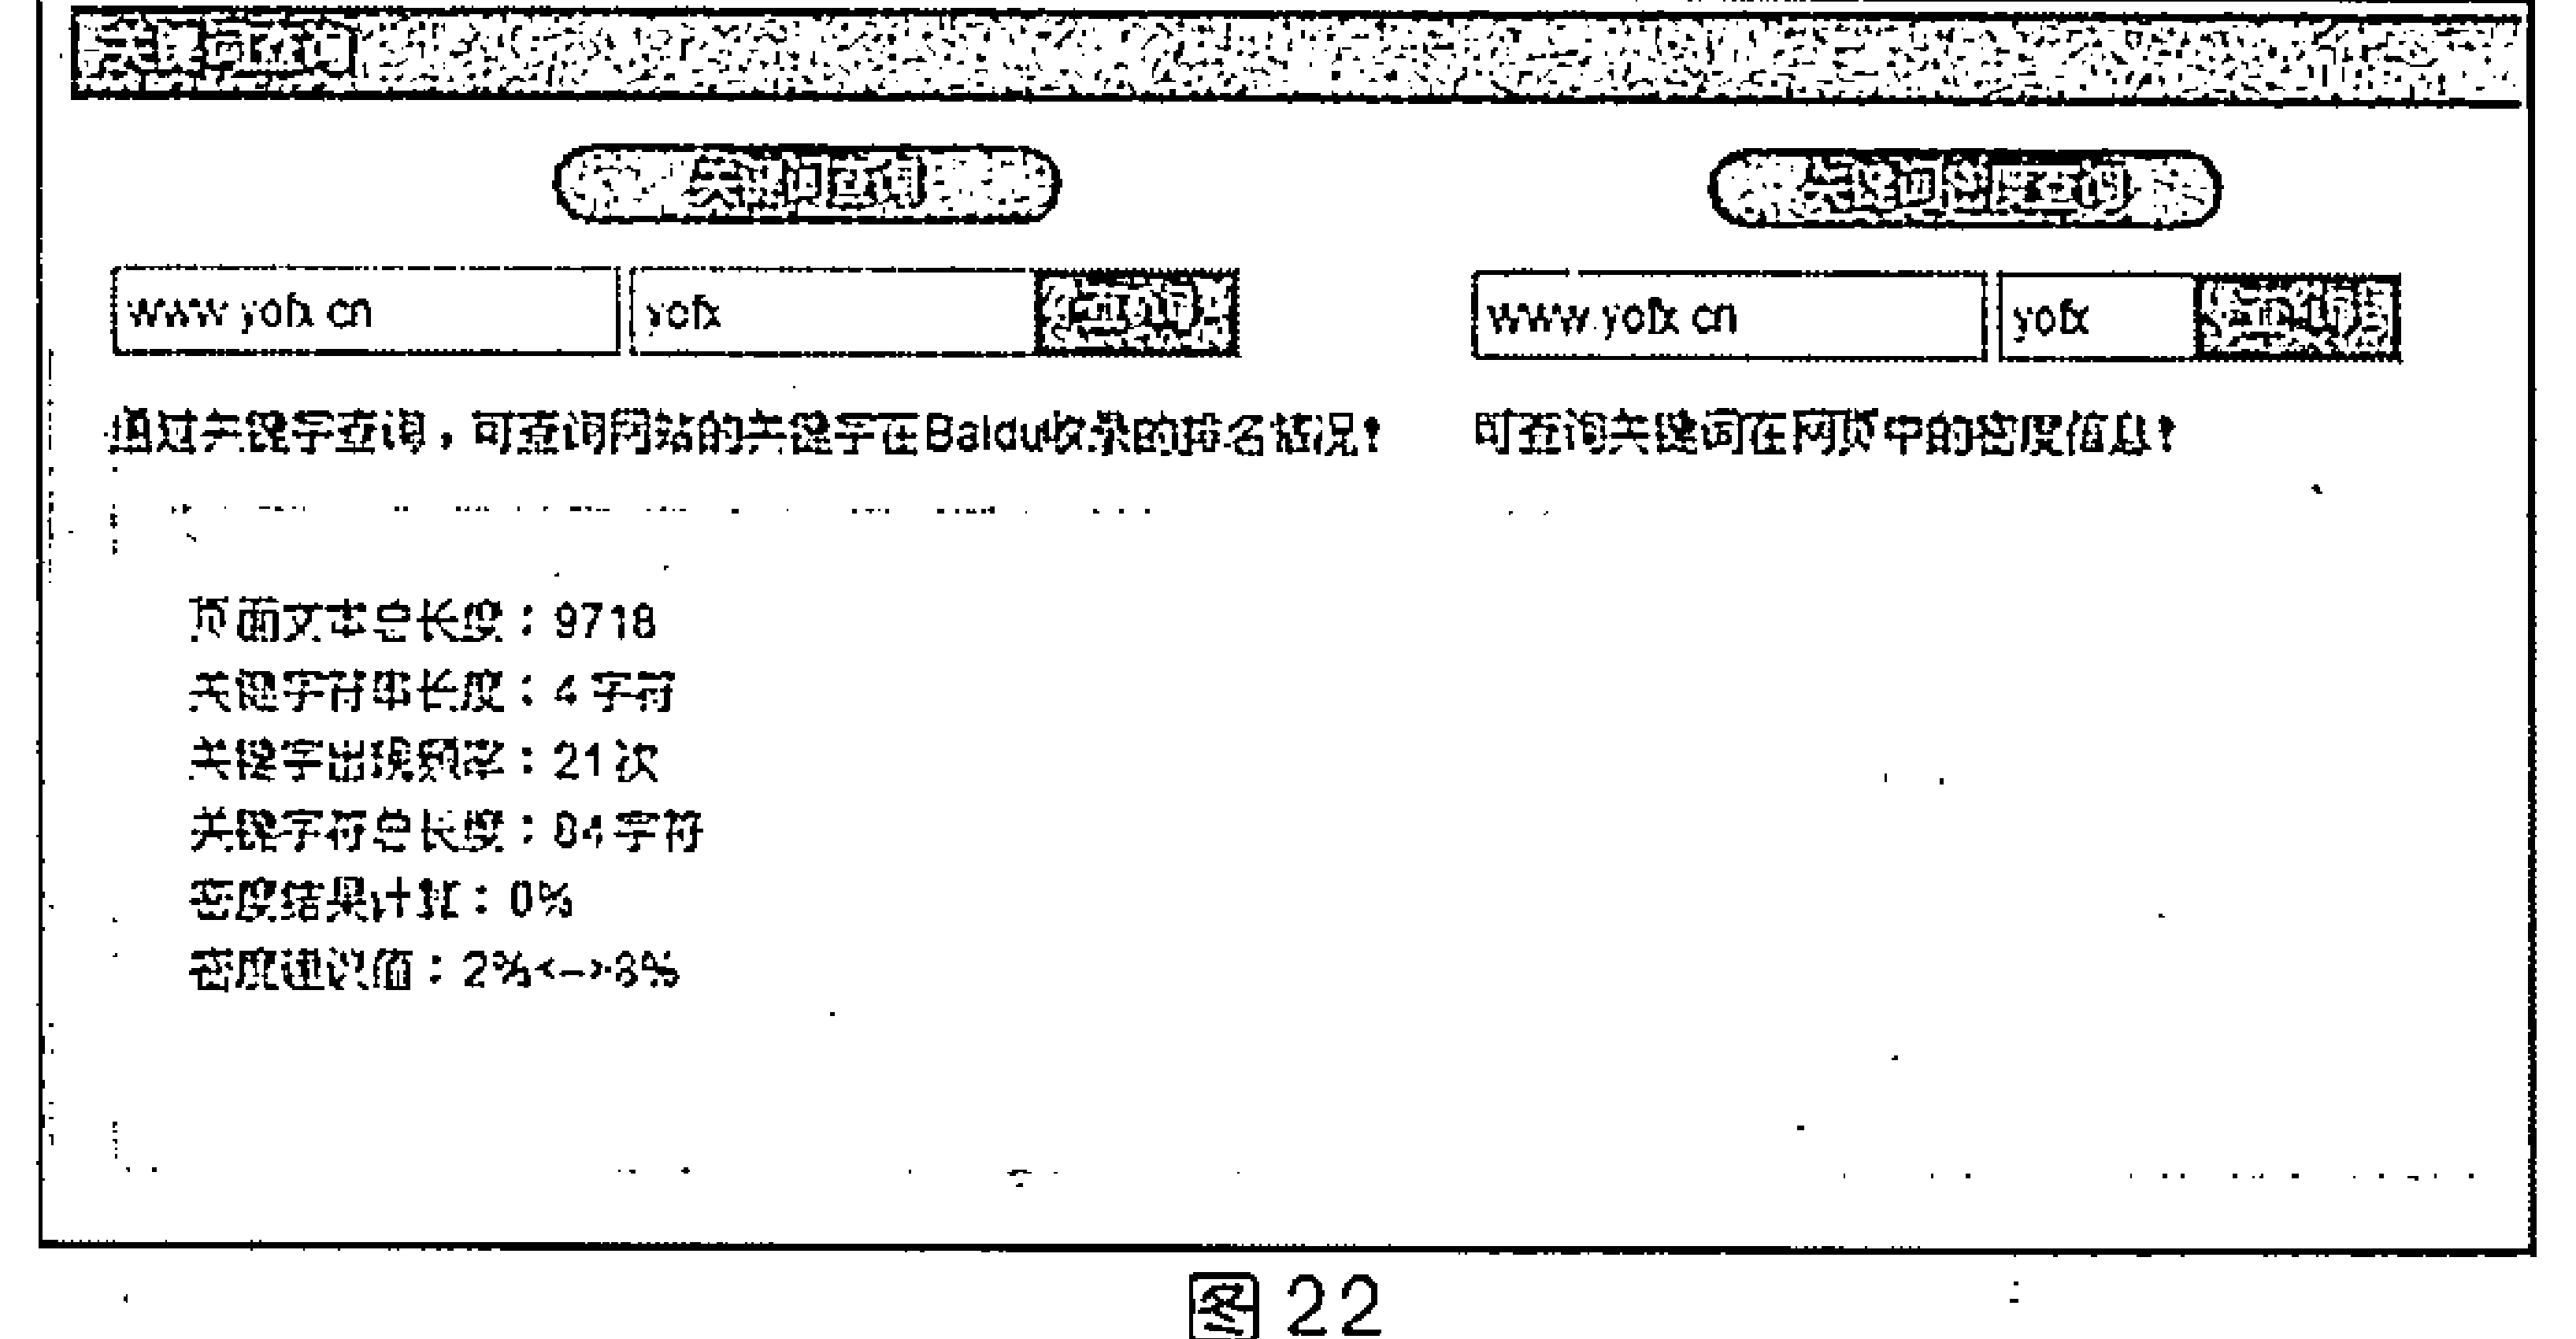 关键词查询
关键词查询 关键词密度查询
www.yofx.cn yofx 查询 www.yofx.cn yofx 查询
通过关键字查询，可查询网站的关键字在Baidu收录的排名情况！ 可查询关键词在网页中的密度信息！
页面文本总长度：9718
关键字符串长度：4 字符
关键字出现频率：21 次
关键字符总长度：84 字符
密度结果计算：0%
密度建议值：2%<->8%
图 22